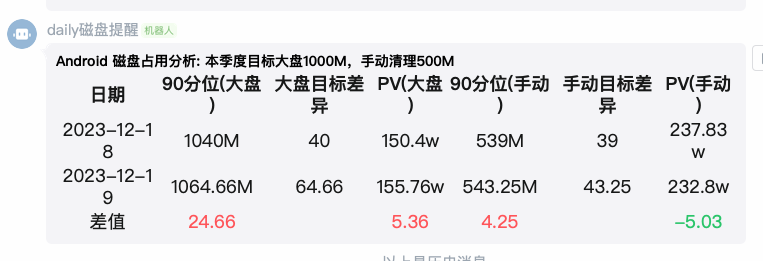 daily磁盘提醒 机器人
Android 磁盘占用分析: 本季度目标大盘1000M，手动清理500M
日期 90分位(大盘) 大盘目标差异 PV(大盘) 90分位(手动) 手动目标差异 PV(手动)
2023-12-18 1040M 40 150.4w 539M 39 237.83w
2023-12-19 1064.66M 64.66 155.76w 543.25M 43.25 232.8w
差值 24.66 5.36 4.25 -5.03